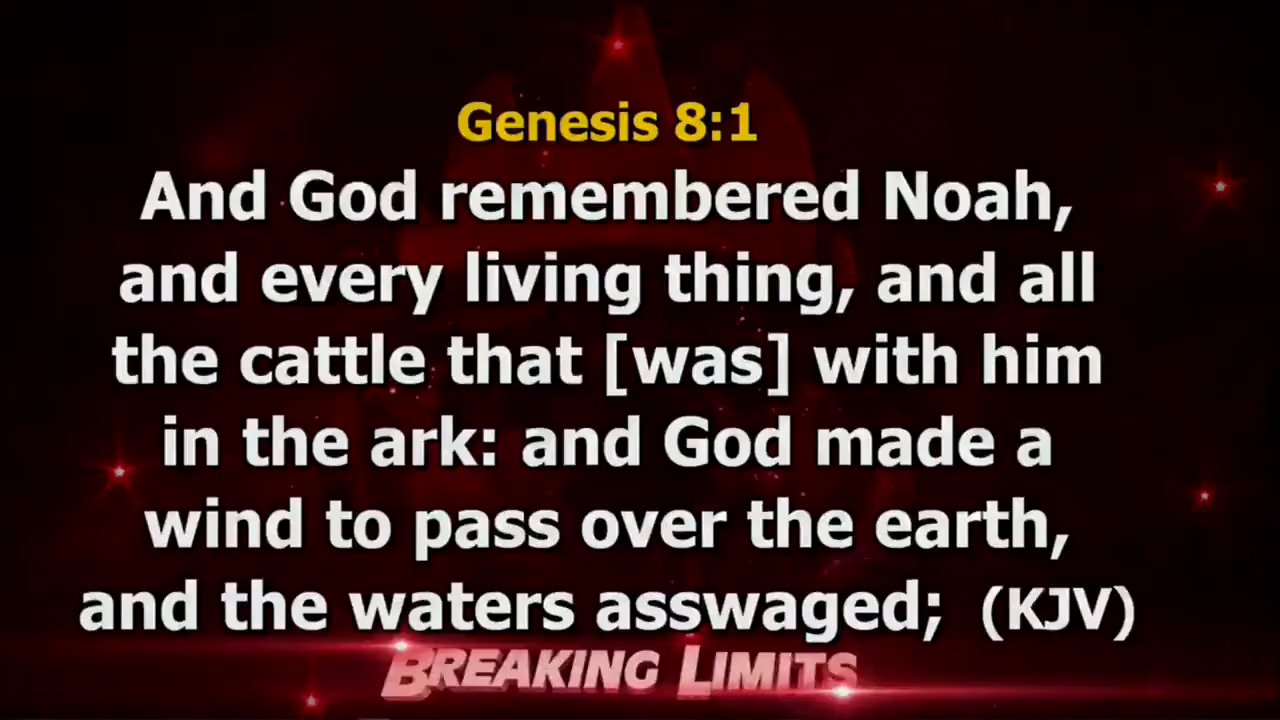 Genesis 8:1
And God remembered Noah,
and every living thing, and all
the cattle that [was] with him
in the ark: and God made a
wind to pass over the earth,
and the waters asswaged; (KJV)
BREAKING LIMITS